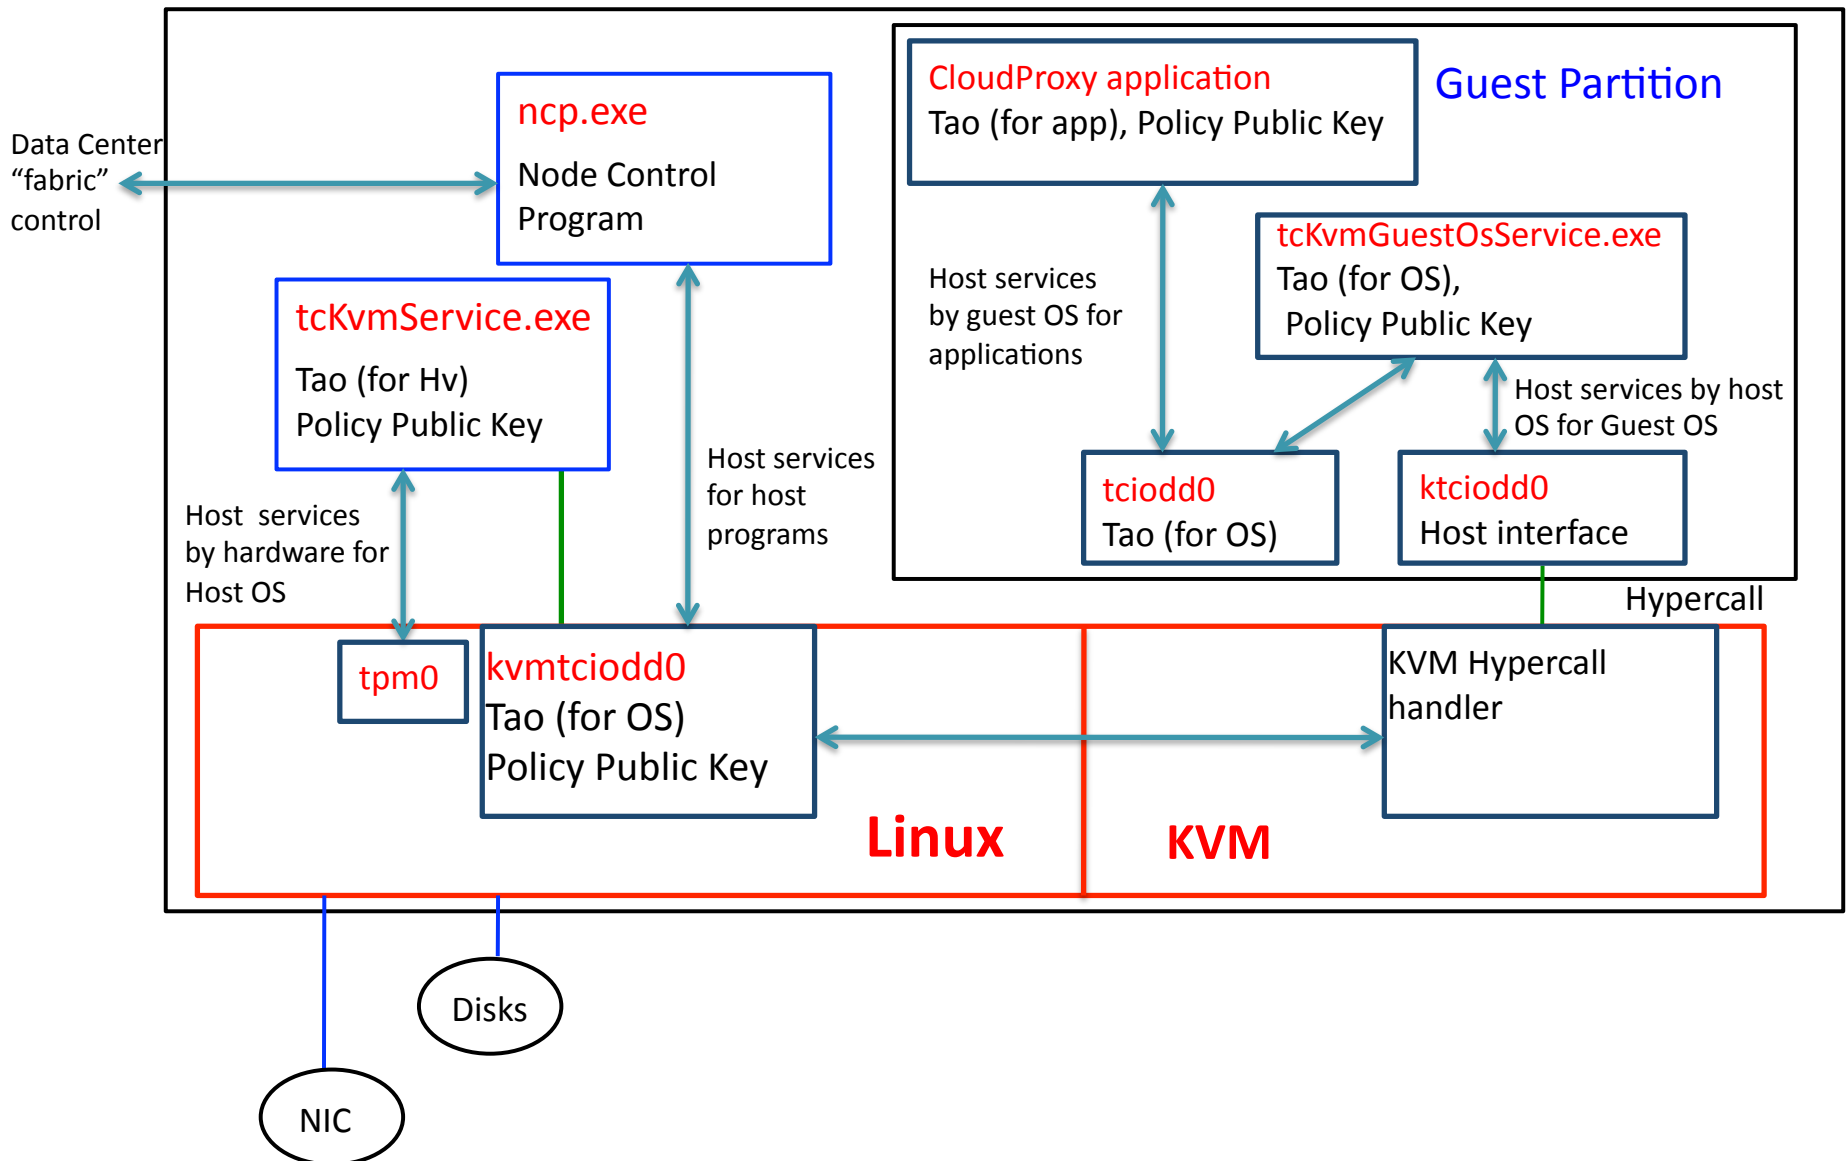 Data Center
“fabric”
control
ncp.exe
Node Control
Program
tcKvmService.exe
Tao (for Hv)
Policy Public Key
Host  services
by hardware for
Host OS
Host services
for host
programs
CloudProxy application
Tao (for app), Policy Public Key
Guest Partition
Host services
by guest OS for
applications
tcKvmGuestOsService.exe
Tao (for OS),
Policy Public Key
Host services by host
OS for Guest OS
tciodd0
Tao (for OS)
ktciodd0
Host interface
Hypercall
tpm0
kvmtciodd0
Tao (for OS)
Policy Public Key
KVM Hypercall
handler
Linux
KVM
Disks
NIC